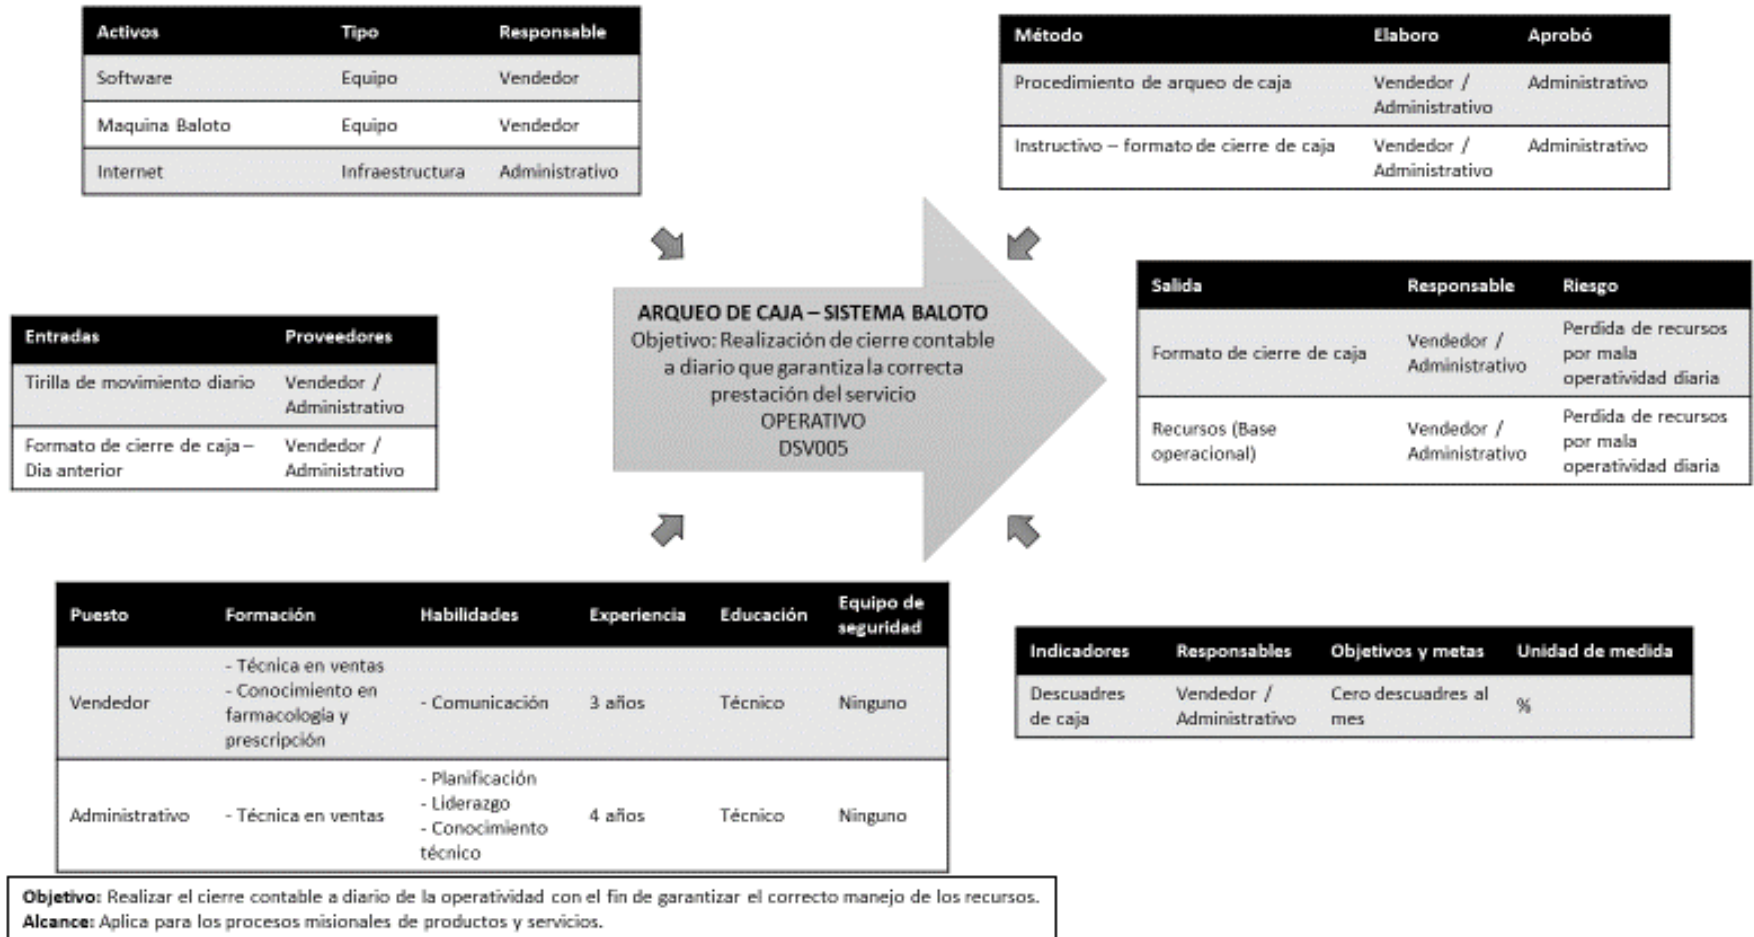 Activos Tipo Responsable
Software Equipo Vendedor
Maquina Baloto Equipo Vendedor
Internet Infraestructura Administrativo
Método Elaboro Aprobó
Procedimiento de arqueo de caja Vendedor / Administrativo
Administrativo
Instructivo – formato de cierre de caja Vendedor / Administrativo
Administrativo
Entradas Proveedores
Tirilla de movimiento diario Vendedor /
Administrativo
Formato de cierre de caja – Vendedor /
Dia anterior Administrativo
ARQUEO DE CAJA – SISTEMA BALOTO
Objetivo: Realización de cierre contable
a diario que garantiza la correcta
prestación del servicio
OPERATIVO
DSV005
Salida Responsable Riesgo
Formato de cierre de caja Vendedor /
Administrativo
Perdida de recursos
por mala
operatividad diaria
Recursos (Base
operacional)
Vendedor /
Administrativo
Perdida de recursos
por mala
operatividad diaria
Puesto Formación Habilidades Experiencia Educación Equipo de
seguridad
Vendedor
- Técnica en ventas
- Conocimiento en
farmacología y
prescripción
- Comunicación 3 años Técnico Ninguno
Administrativo - Técnica en ventas
- Planificación
- Liderazgo
- Conocimiento
técnico
4 años Técnico Ninguno
Indicadores Responsables Objetivos y metas Unidad de medida
Descuadres
de caja
Vendedor /
Administrativo
Cero descuadres al
mes
%
Objetivo: Realizar el cierre contable a diario de la operatividad con el fin de garantizar el correcto manejo de los recursos.
Alcance: Aplica para los procesos misionales de productos y servicios.